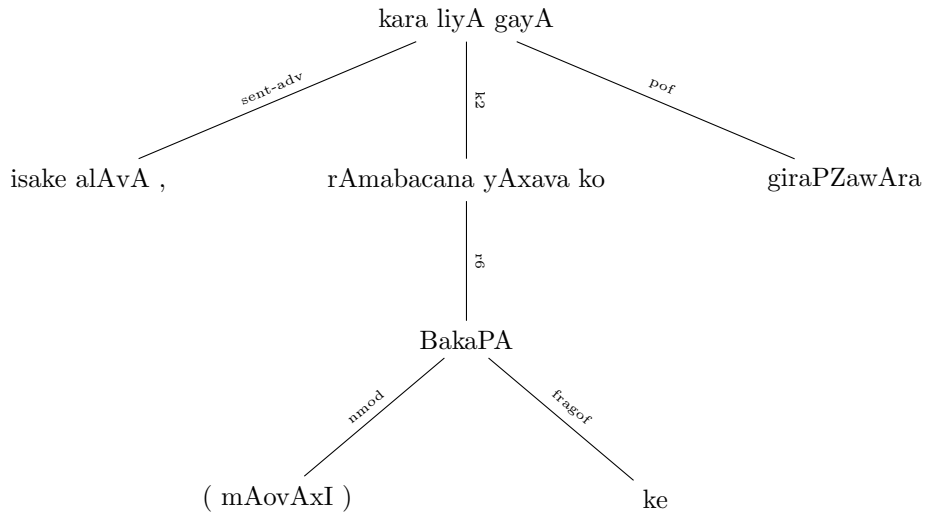 kara liyA gayA
sent-adv k2 pof
isake alAvA , rAmabacana yAxava ko giraPZawAra
r6
BakaPA
nmod fragof
( mAovAxI ) ke